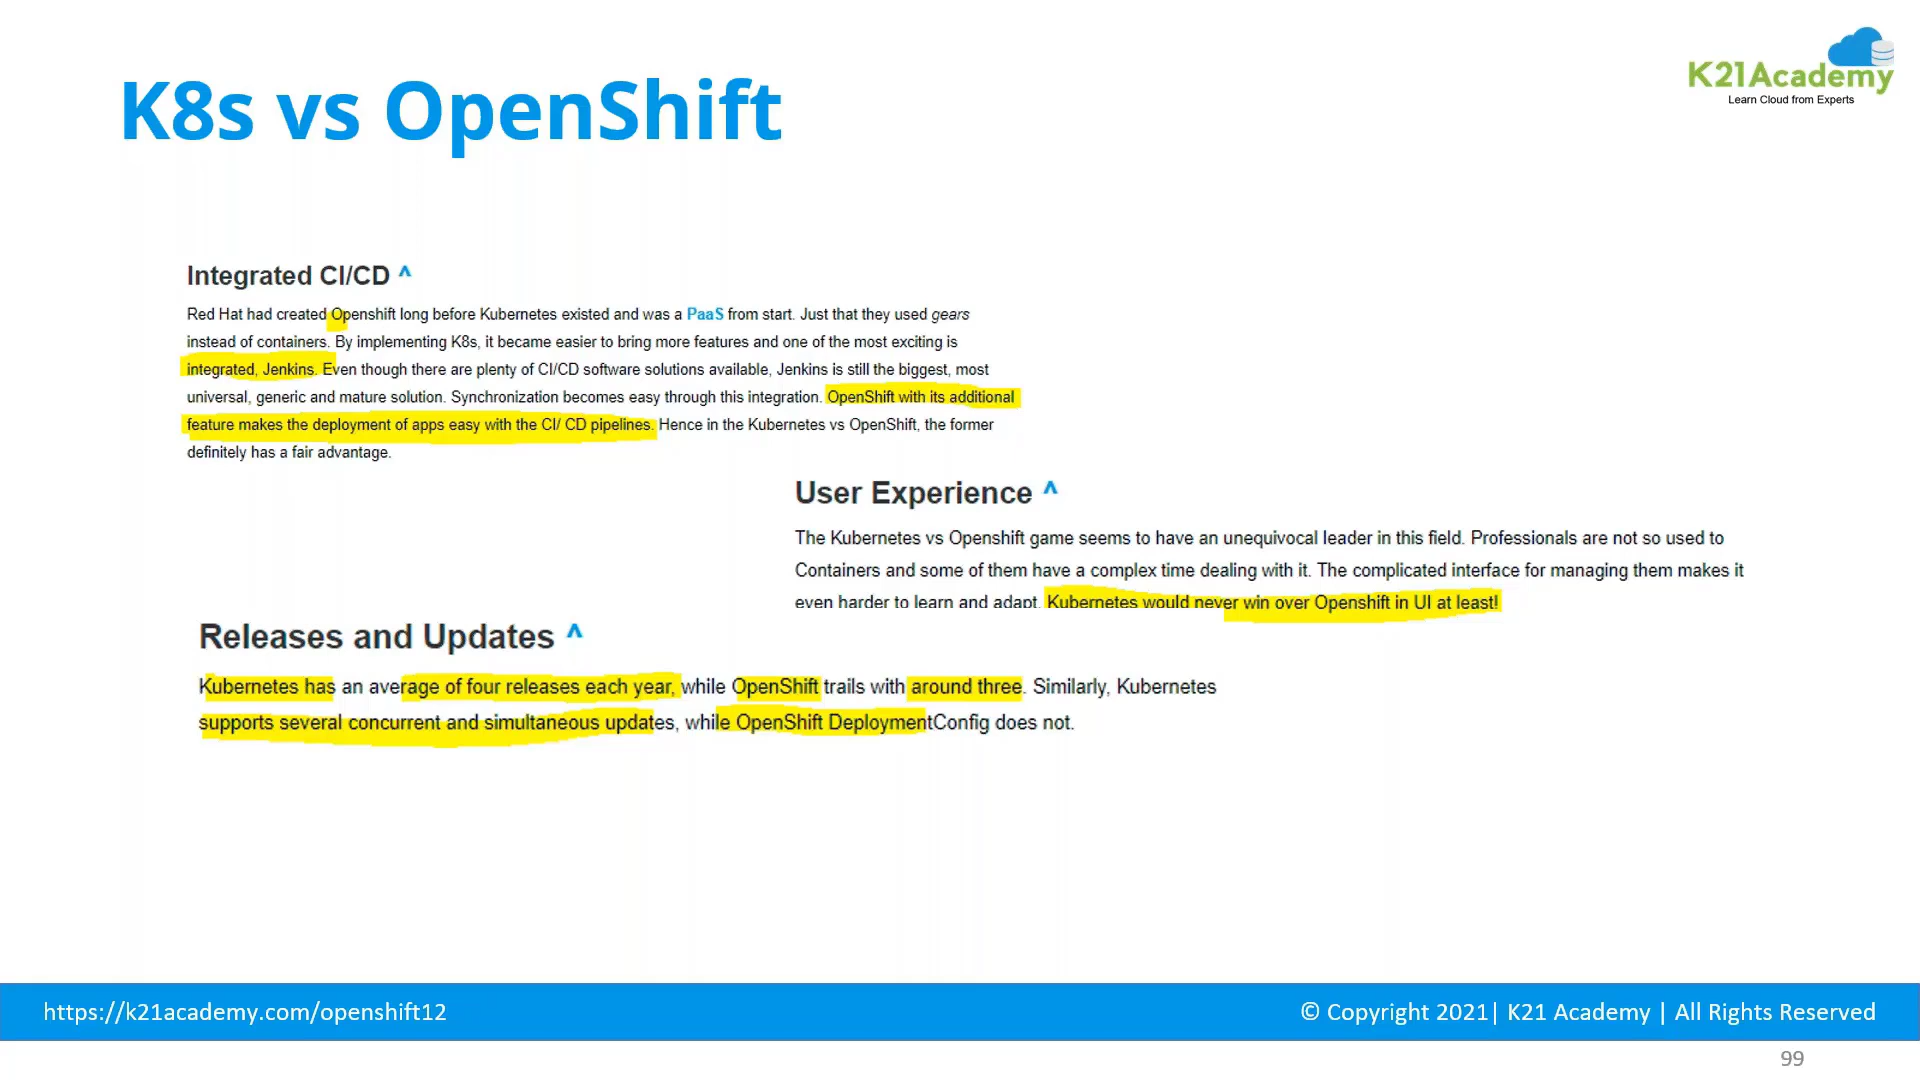 K21Academy
Learn Cloud from Experts
K8s vs OpenShift
Integrated CI/CD ^
Red Hat had created Openshift long before Kubernetes existed and was a PaaS from start. Just that they used gears
instead of containers. By implementing K8s, it became easier to bring more features and one of the most exciting is
integrated, Jenkins. Even though there are plenty of CI/CD software solutions available, Jenkins is still the biggest, most
universal, generic and mature solution. Synchronization becomes easy through this integration. OpenShift with its additional
feature makes the deployment of apps easy with the CI/ CD pipelines. Hence in the Kubernetes vs OpenShift, the former
definitely has a fair advantage.
User Experience ^
The Kubernetes vs Openshift game seems to have an unequivocal leader in this field. Professionals are not so used to
Containers and some of them have a complex time dealing with it. The complicated interface for managing them makes it
even harder to learn and adapt. Kubernetes would never win over Openshift in UI at least!
Releases and Updates ^
Kubernetes has an average of four releases each year, while OpenShift trails with around three. Similarly, Kubernetes
supports several concurrent and simultaneous updates, while OpenShift DeploymentConfig does not.
https://k21academy.com/openshift12
© Copyright 2021| K21 Academy | All Rights Reserved
99